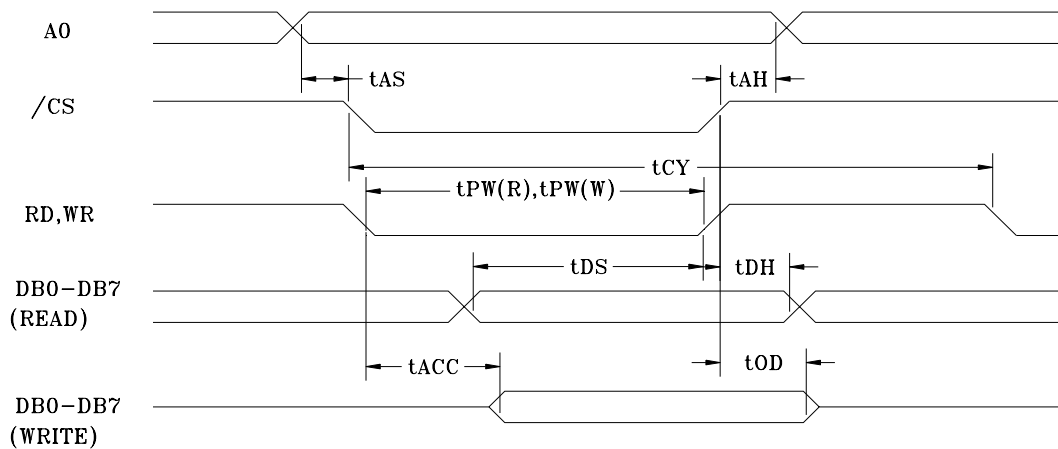 A0
tAS
tAH
/CS
tCY
tPW(R),tPW(W)
RD,WR
tDS
tDH
DB0-DB7
(READ)
tACC
tOD
DB0-DB7
(WRITE)